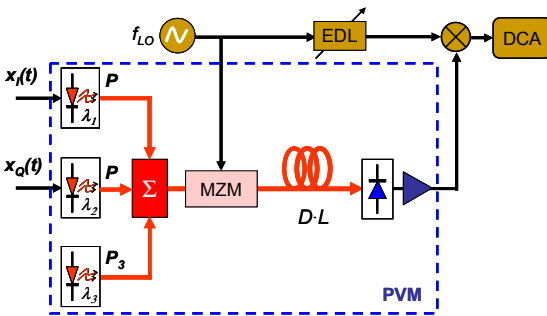 f_LO
EDL
DCA
x_I(t)
P
λ_1
x_Q(t)
P
λ_2
Σ
MZM
D·L
P_3
λ_3
PVM